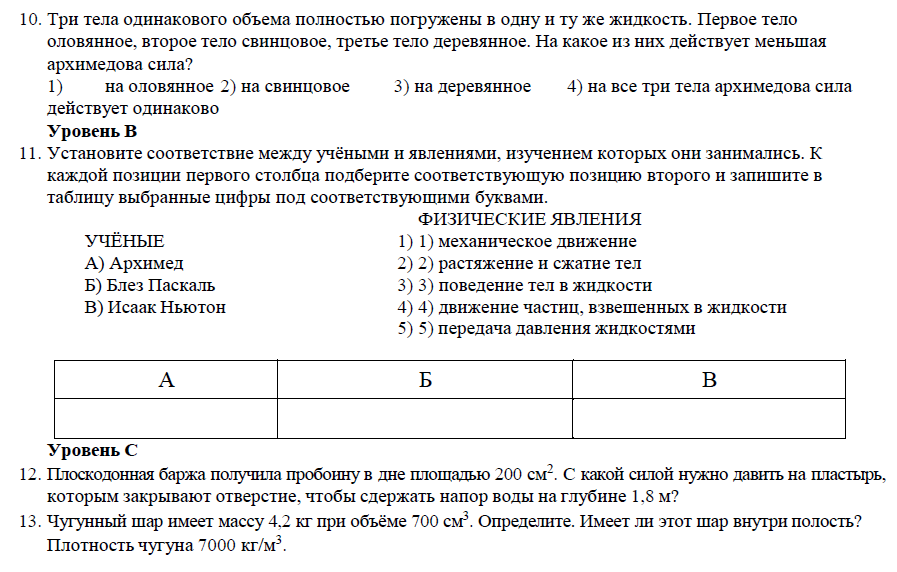 10. Три тела одинакового объема полностью погружены в одну и ту же жидкость. Первое тело
оловянное, второе тело свинцовое, третье тело деревянное. На какое из них действует меньшая
архимедова сила?
1) на оловянное 2) на свинцовое 3) на деревянное 4) на все три тела архимедова сила
действует одинаково
Уровень В
11. Установите соответствие между учёными и явлениями, изучением которых они занимались. К
каждой позиции первого столбца подберите соответствующую позицию второго и запишите в
таблицу выбранные цифры под соответствующими буквами.
ФИЗИЧЕСКИЕ ЯВЛЕНИЯ
УЧЁНЫЕ 1) 1) механическое движение
А) Архимед 2) 2) растяжение и сжатие тел
Б) Блез Паскаль 3) 3) поведение тел в жидкости
В) Исаак Ньютон 4) 4) движение частиц, взвешенных в жидкости
5) 5) передача давления жидкостями
А Б В
Уровень С
12. Плоскодонная баржа получила пробоину в дне площадью 200 см². С какой силой нужно давить на пластырь,
которым закрывают отверстие, чтобы сдержать напор воды на глубине 1,8 м?
13. Чугунный шар имеет массу 4,2 кг при объёме 700 см³. Определите. Имеет ли этот шар внутри полость?
Плотность чугуна 7000 кг/м³.